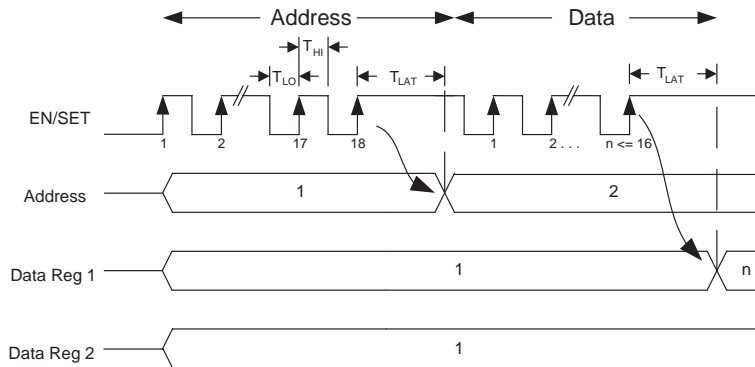 Address Data
T_HI
T_LO T_LAT T_LAT
EN/SET
1 2 17 18 1 2 . . . n <= 16
Address 1 2
Data Reg 1 1 n
Data Reg 2 1